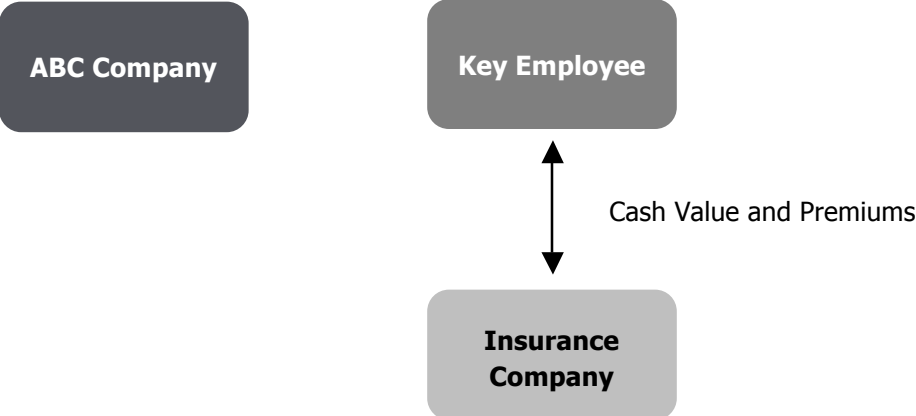 ABC Company
Key Employee
Cash Value and Premiums
Insurance
Company